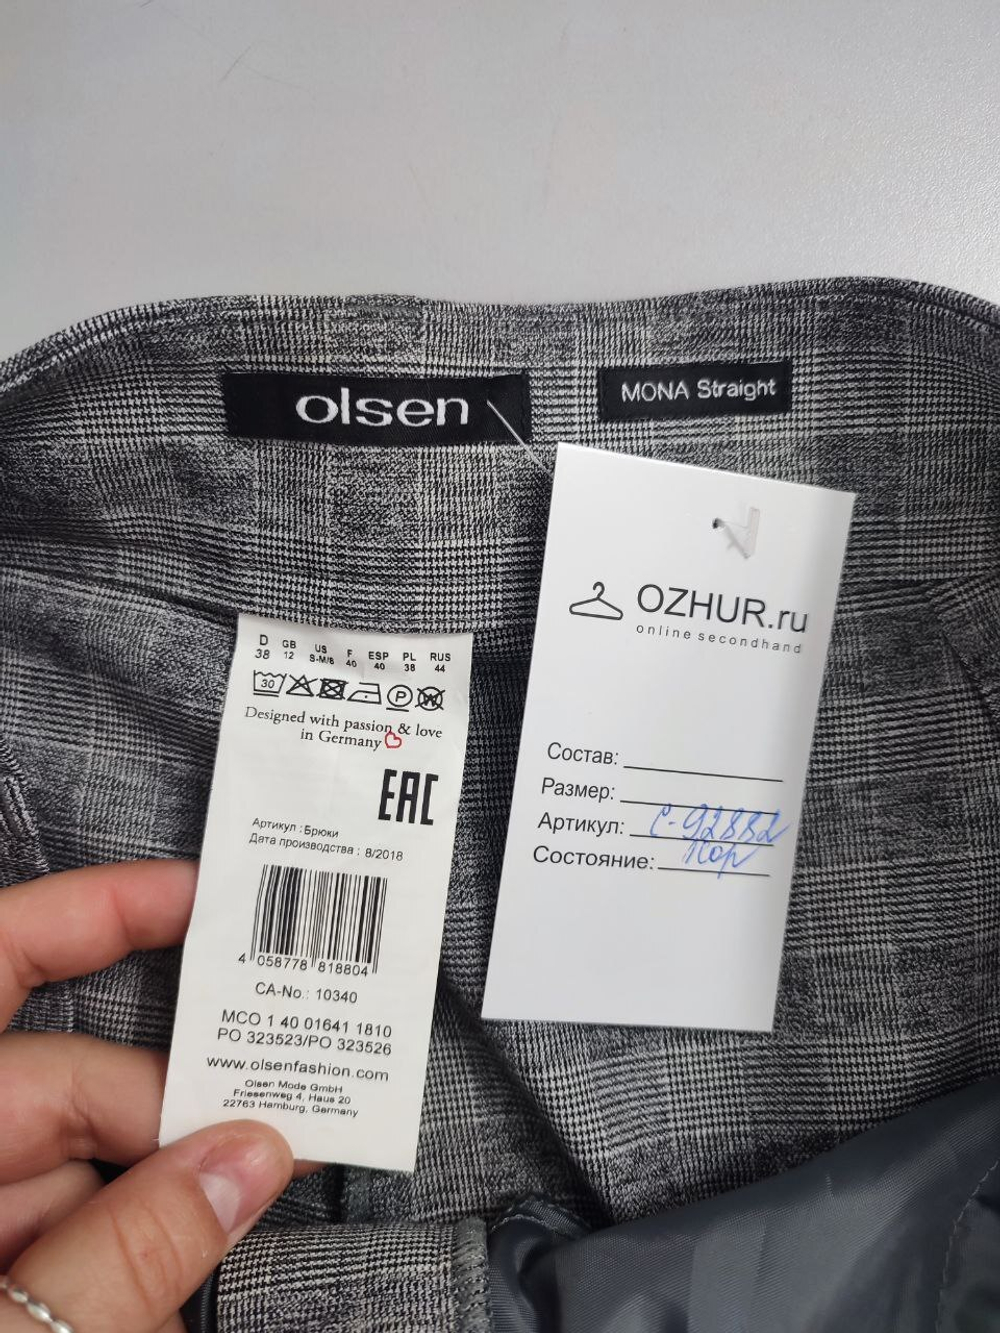 olsen
MONA Straight
OZHUR.ru
online secondhand
Состав:
Размер:
Артикул: С-92882
Состояние: Хор
D GB US F ESP PL RUS
38 12 S-M/8 40 40 38 44
30 P W
Designed with passion & love
in Germany
EAC
Артикул : Брюки
Дата производства : 8/2018
4 058778 818804
CA-No.: 10340
MCO 1 40 01641 1810
PO 323523/PO 323526
www.olsenfashion.com
Olsen Mode GmbH
Friesenweg 4, Haus 20
22763 Hamburg, Germany